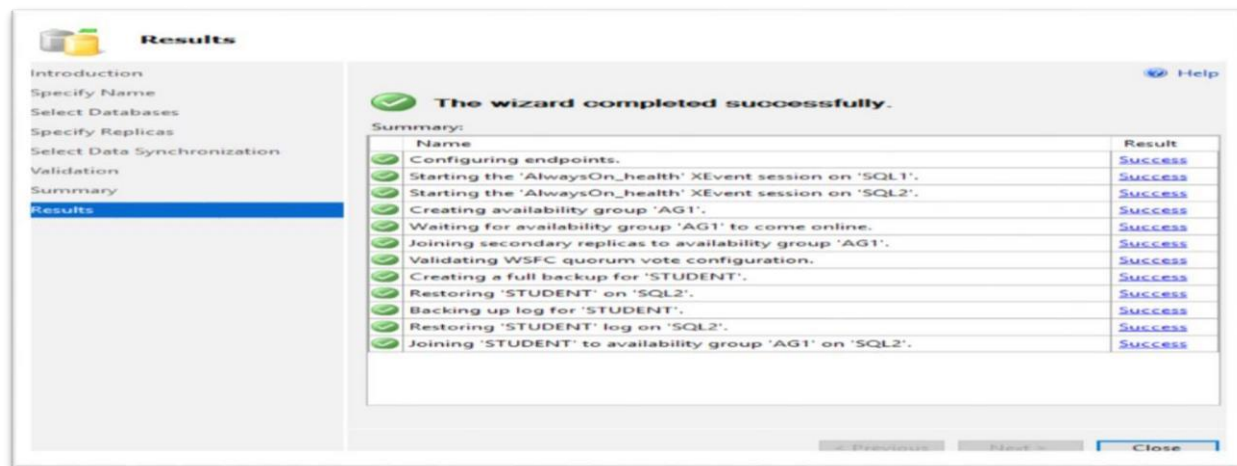 Results
Introduction
Specify Name
Select Databases
Specify Replicas
Select Data Synchronization
Validation
Summary
Results
Help
The wizard completed successfully.
Summary:
Name Result
Configuring endpoints. Success
Starting the 'AlwaysOn_health' XEvent session on 'SQL1'. Success
Starting the 'AlwaysOn_health' XEvent session on 'SQL2'. Success
Creating availability group 'AG1'. Success
Waiting for availability group 'AG1' to come online. Success
Joining secondary replicas to availability group 'AG1'. Success
Validating WSFC quorum vote configuration. Success
Creating a full backup for 'STUDENT'. Success
Restoring 'STUDENT' on 'SQL2'. Success
Backing up log for 'STUDENT'. Success
Restoring 'STUDENT' log on 'SQL2'. Success
Joining 'STUDENT' to availability group 'AG1' on 'SQL2'. Success
< Previous Next > Close